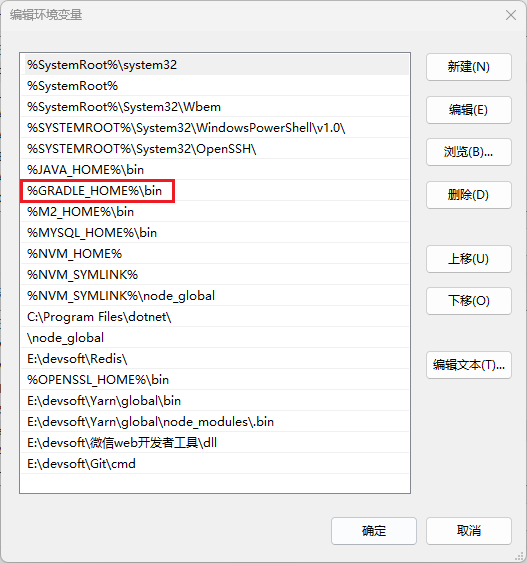 编辑环境变量
%SystemRoot%\system32
新建(N)
%SystemRoot%
%SystemRoot%\System32\Wbem
编辑(E)
%SYSTEMROOT%\System32\WindowsPowerShell\v1.0\
%SYSTEMROOT%\System32\OpenSSH\
浏览(B)...
%JAVA_HOME%\bin
%GRADLE_HOME%\bin
删除(D)
%M2_HOME%\bin
%MYSQL_HOME%\bin
%NVM_HOME%
上移(U)
%NVM_SYMLINK%
%NVM_SYMLINK%\node_global
下移(O)
C:\Program Files\dotnet\
\node_global
E:\devsoft\Redis\
编辑文本(T)...
%OPENSSL_HOME%\bin
E:\devsoft\Yarn\global\bin
E:\devsoft\Yarn\global\node_modules\.bin
E:\devsoft\微信web开发者工具\dll
E:\devsoft\Git\cmd
确定
取消